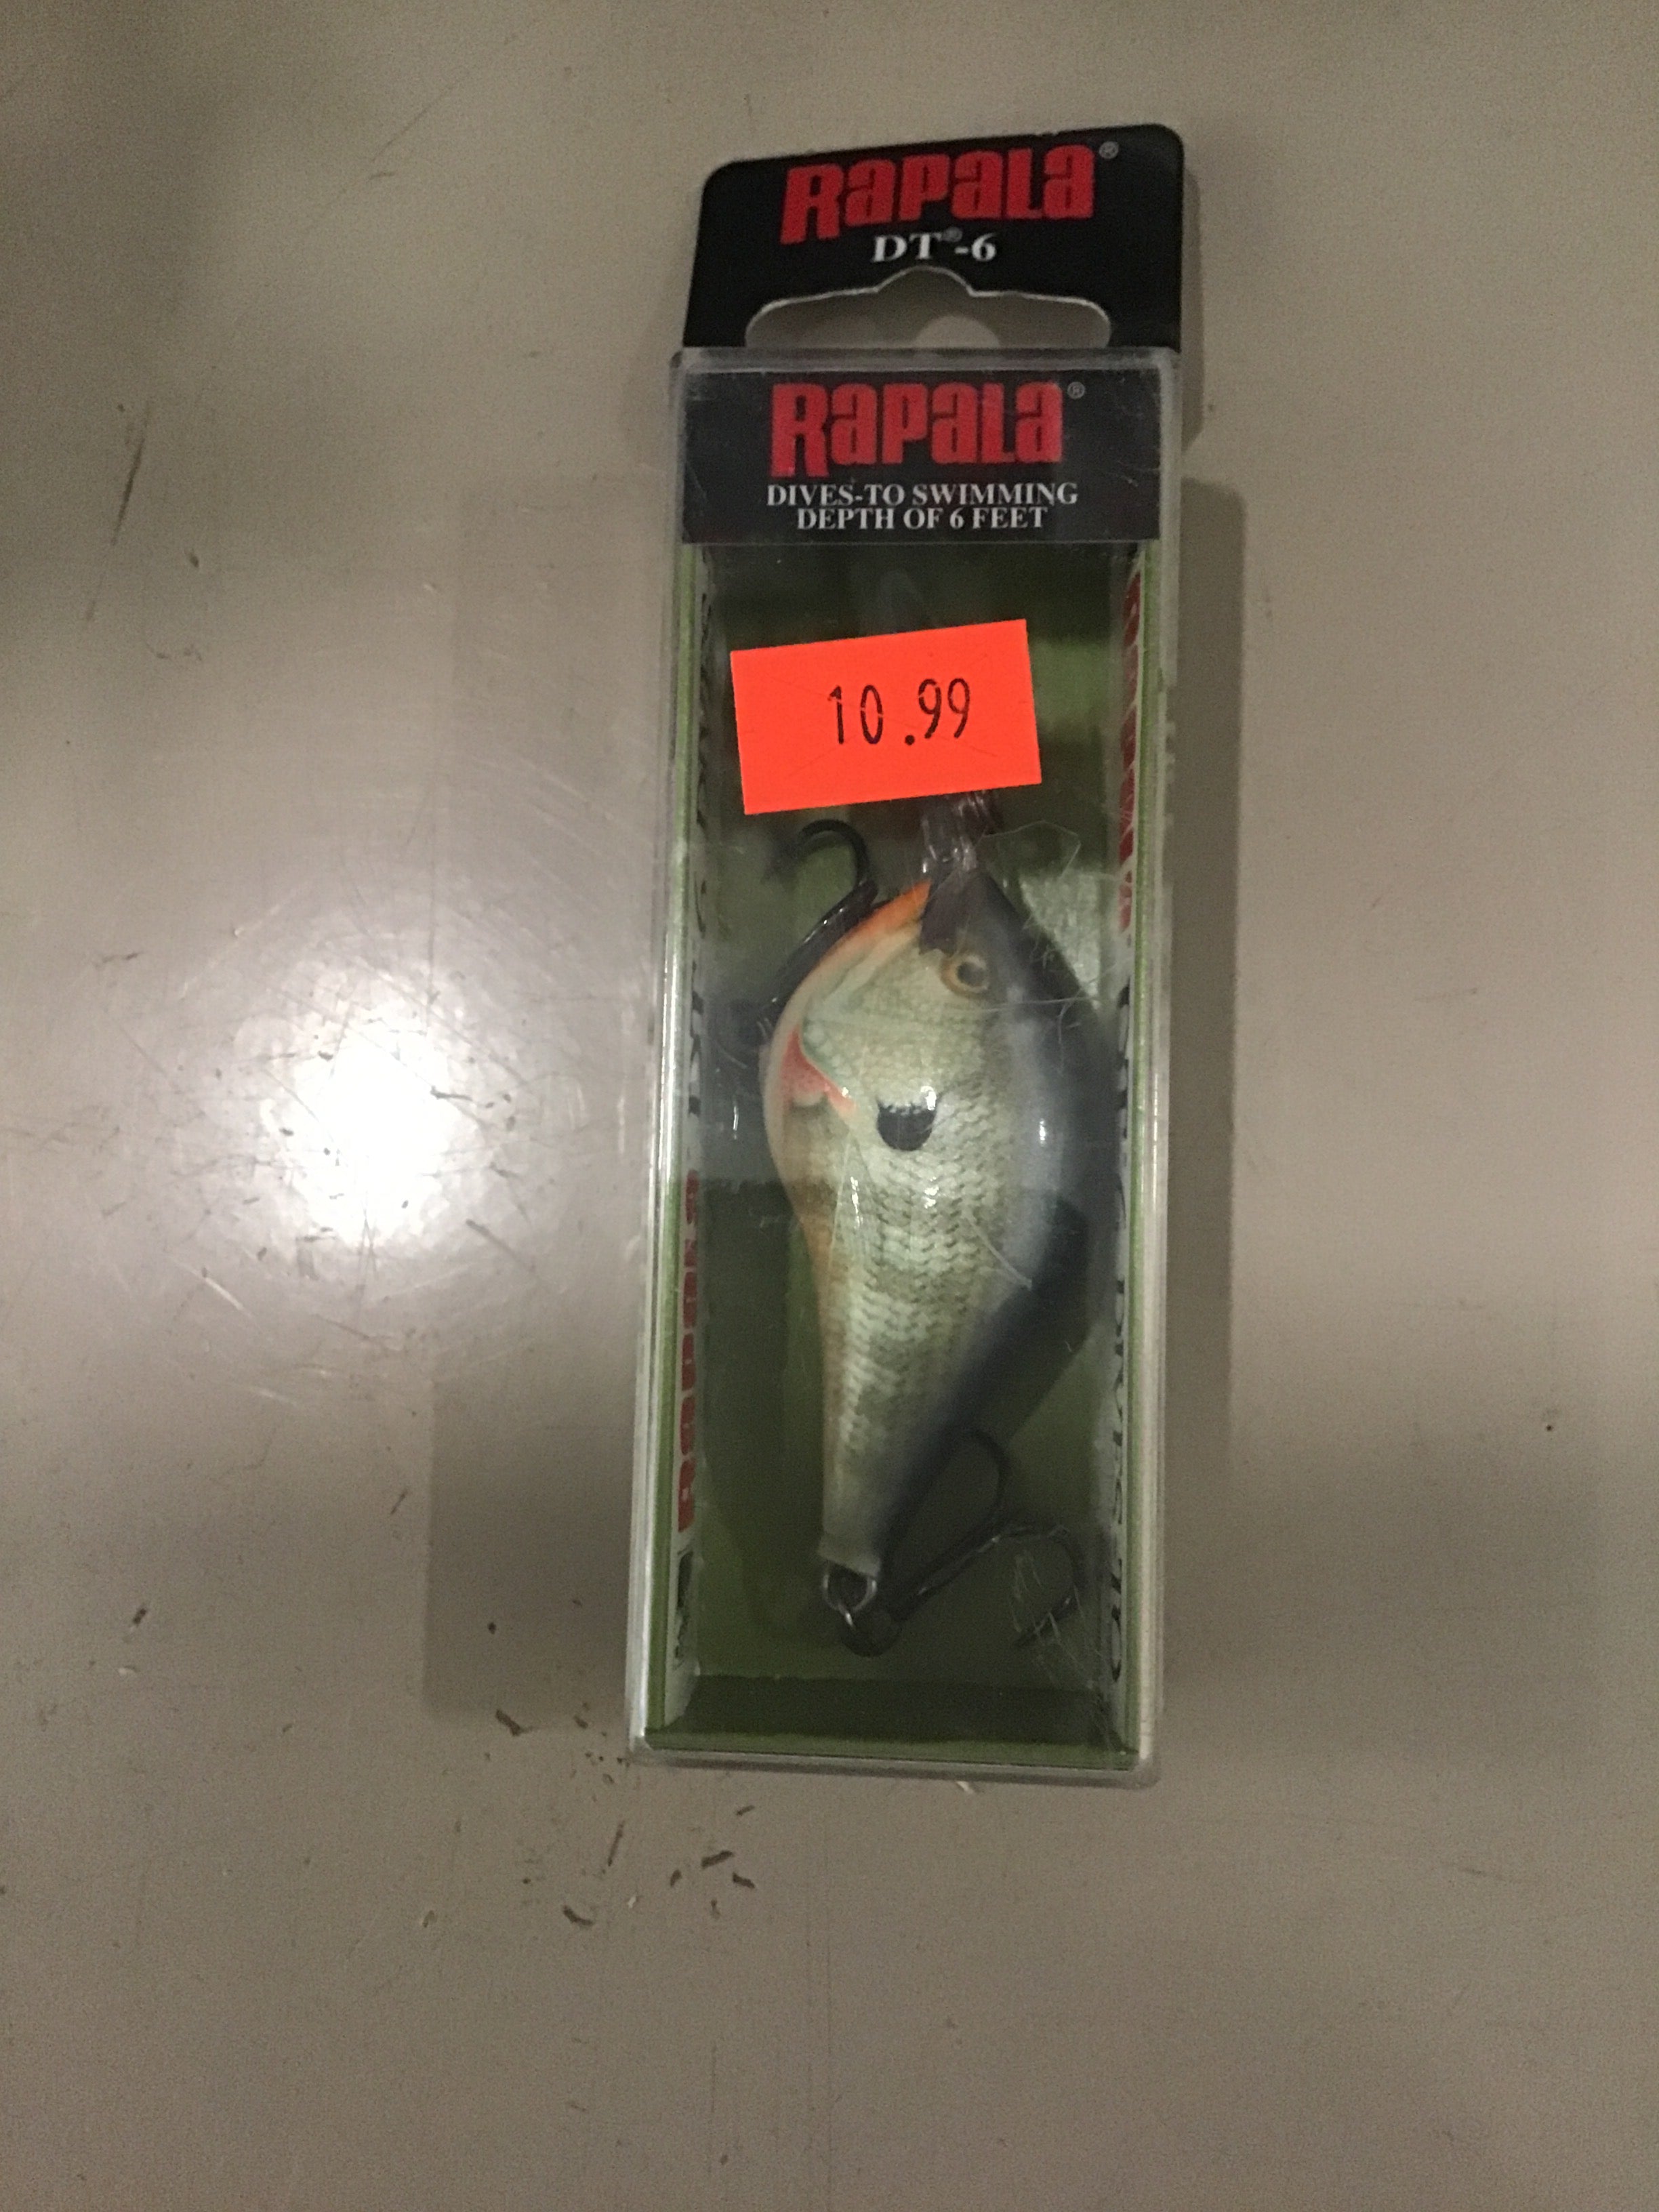 Rapala®
DT®-6
Rapala®
DIVES-TO SWIMMING
DEPTH OF 6 FEET
10.99